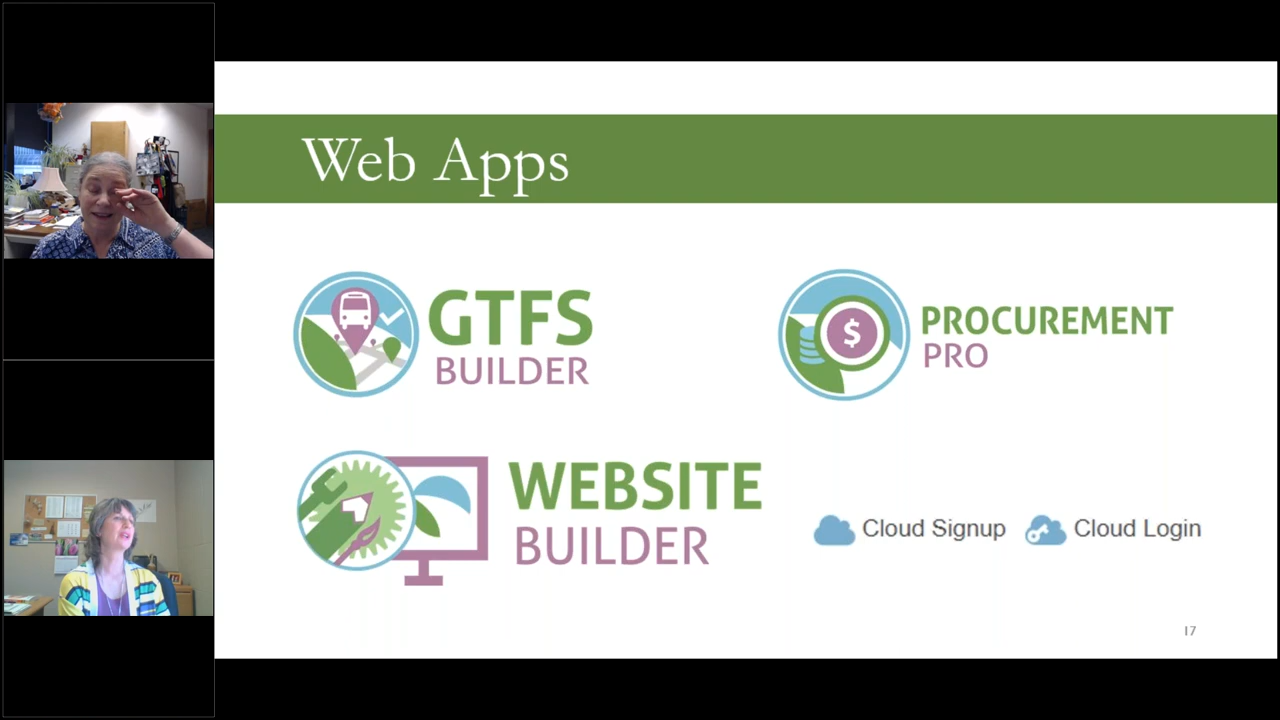 Web Apps
GTFS
BUILDER
$
PROCUREMENT
PRO
WEBSITE
BUILDER
Cloud Signup
Cloud Login
17